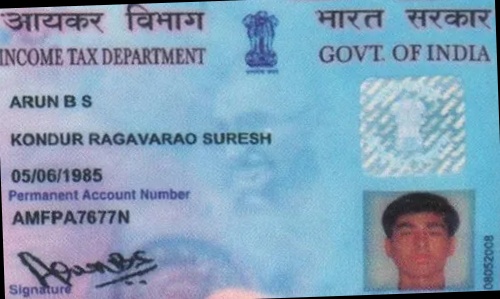 आयकर विभाग
भारत सरकार
INCOME TAX DEPARTMENT
GOVT. OF INDIA
ARUN B S
KONDUR RAGAVARAO SURESH
05/06/1985
Permanent Account Number
AMFPA7677N
Arun B S
Signature
08052008